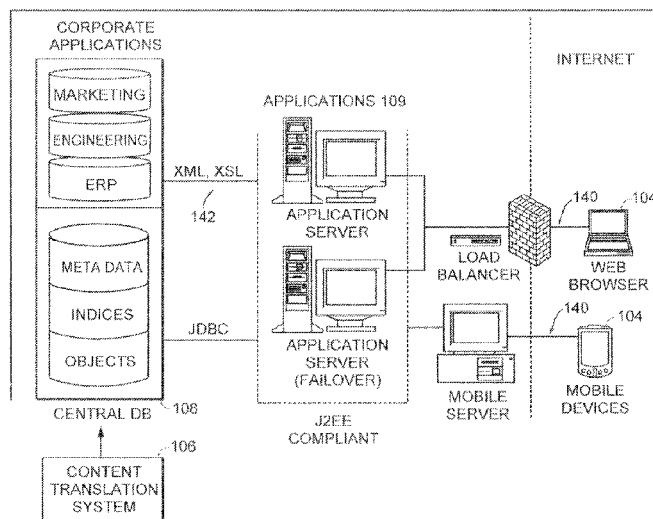 CORPORATE
APPLICATIONS
MARKETING
ENGINEERING
ERP
META DATA
INDICES
OBJECTS
CENTRAL DB
108
106
CONTENT
TRANSLATION
SYSTEM
XML, XSL
142
JDBC
APPLICATIONS 109
APPLICATION
SERVER
APPLICATION
SERVER
(FAILOVER)
J2EE
COMPLIANT
LOAD
BALANCER
MOBILE
SERVER
INTERNET
140
104
WEB
BROWSER
140
104
MOBILE
DEVICES